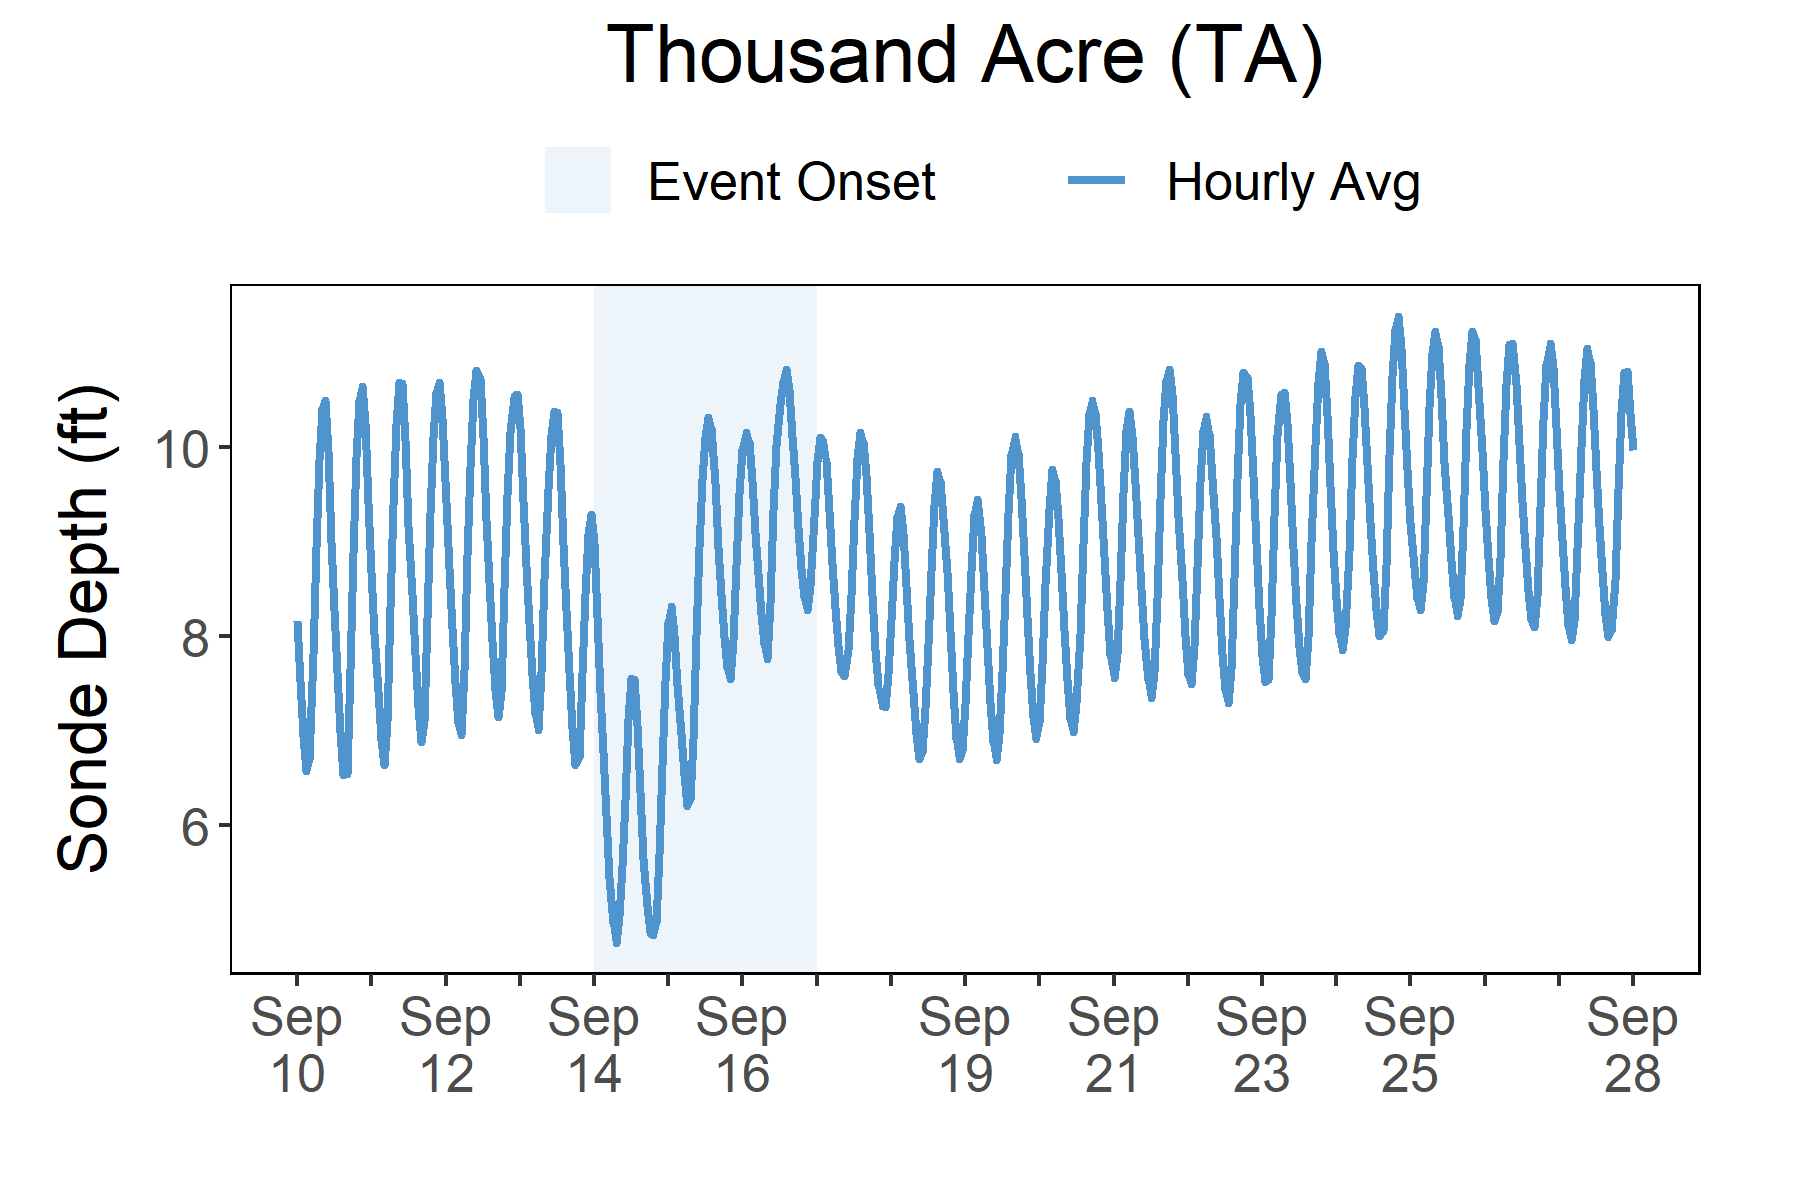 Thousand Acre (TA)
Event Onset
Hourly Avg
Sonde Depth (ft)
10
8
6
Sep
10
Sep
12
Sep
14
Sep
16
Sep
19
Sep
21
Sep
23
Sep
25
Sep
28